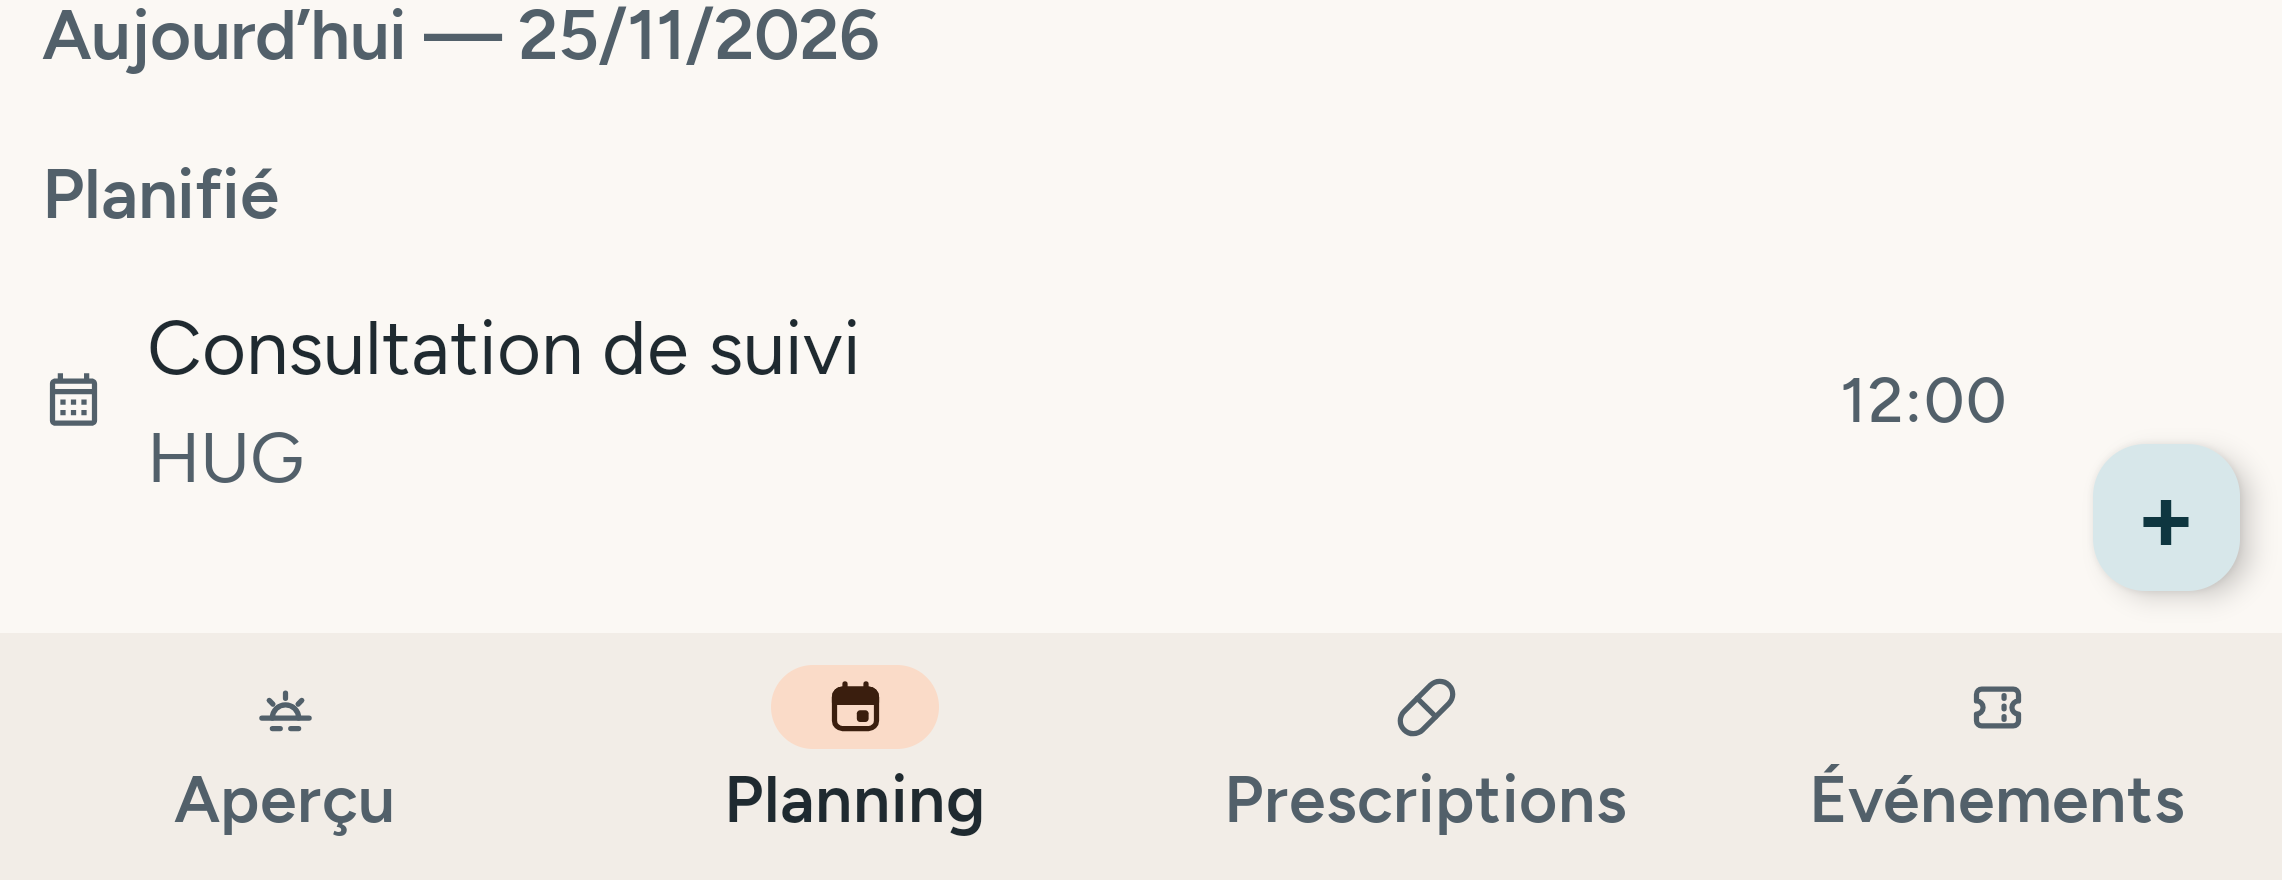 Aujourd’hui — 25/11/2026
Planifié
Consultation de suivi
12:00
HUG
+
Aperçu
Planning
Prescriptions
Événements